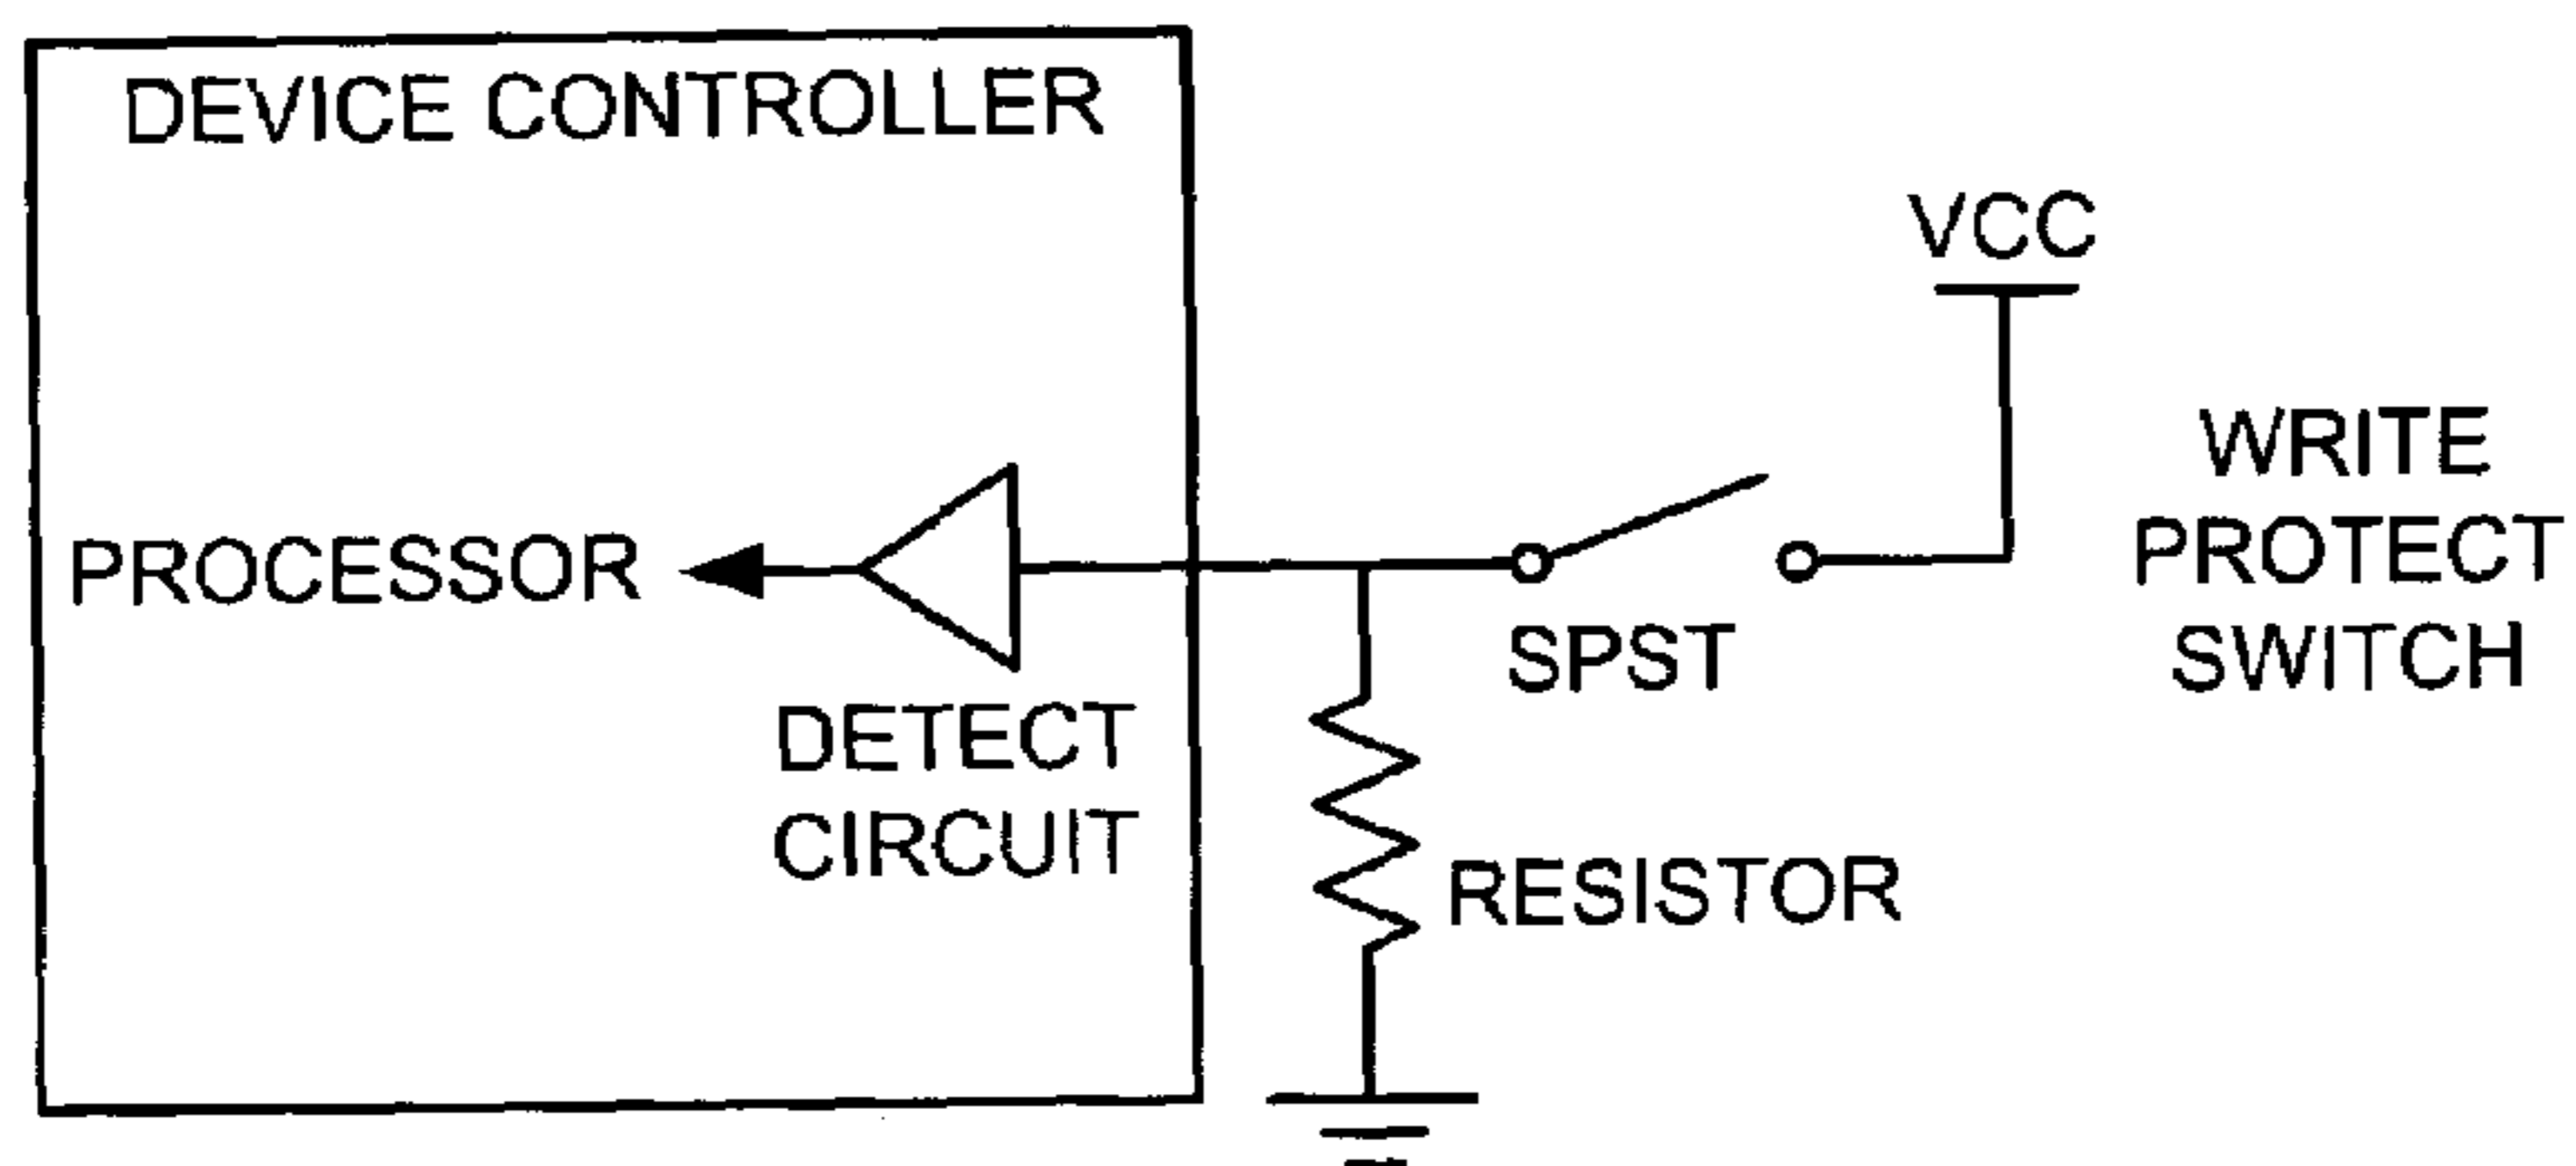 DEVICE CONTROLLER
VCC
WRITE
PROTECT
SWITCH
PROCESSOR
SPST
DETECT
CIRCUIT
RESISTOR